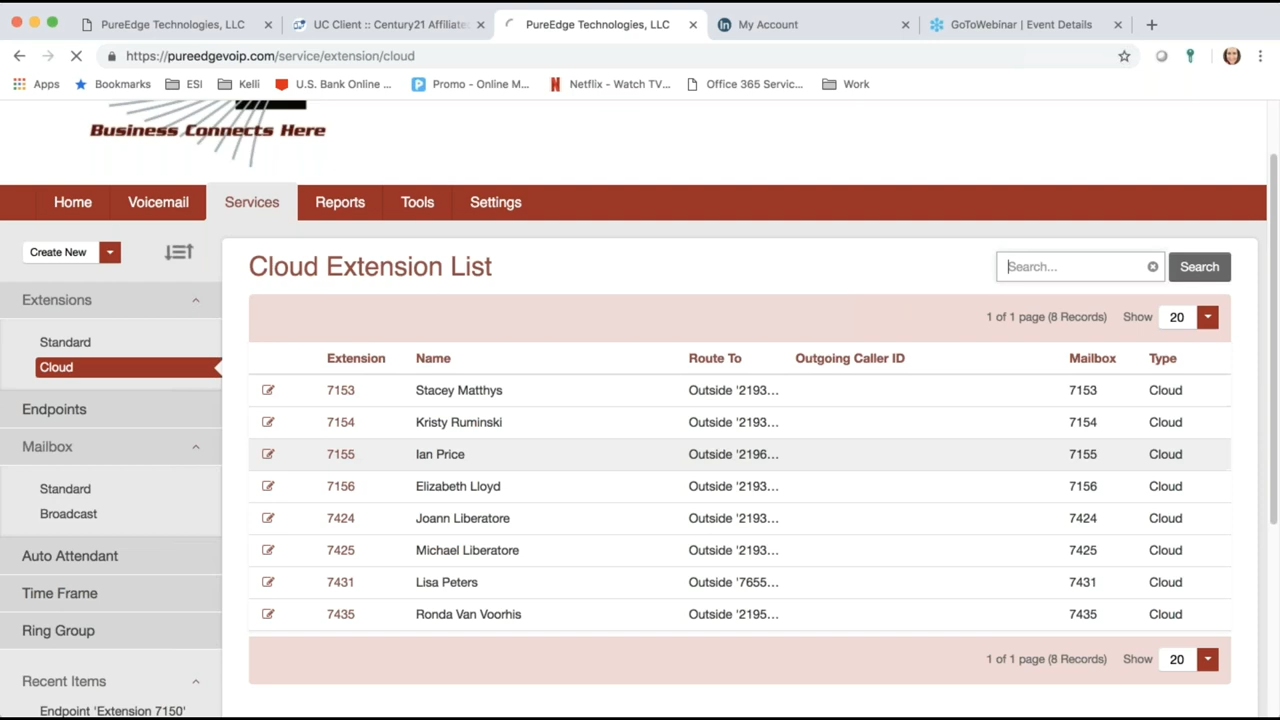 PureEdge Technologies, LLC
UC Client :: Century21 Affiliate
PureEdge Technologies, LLC
My Account
GoToWebinar | Event Details
https://pureedgevoip.com/service/extension/cloud
Apps
Bookmarks
ESI
Kelli
U.S. Bank Online ...
Promo - Online M...
Netflix - Watch TV...
Office 365 Servic...
Work
Business Connects Here
Home
Voicemail
Services
Reports
Tools
Settings
Create New
Cloud Extension List
Search...
Search
Extensions
1 of 1 page (8 Records) Show 20
Standard
Cloud
Extension Name Route To Outgoing Caller ID Mailbox Type
7153 Stacey Matthys Outside '2193... 7153 Cloud
7154 Kristy Ruminski Outside '2193... 7154 Cloud
7155 Ian Price Outside '2196... 7155 Cloud
7156 Elizabeth Lloyd Outside '2193... 7156 Cloud
7424 Joann Liberatore Outside '2193... 7424 Cloud
7425 Michael Liberatore Outside '2193... 7425 Cloud
7431 Lisa Peters Outside '7655... 7431 Cloud
7435 Ronda Van Voorhis Outside '2195... 7435 Cloud
Endpoints
Mailbox
Standard
Broadcast
Auto Attendant
Time Frame
Ring Group
1 of 1 page (8 Records) Show 20
Recent Items
Endpoint 'Extension 7150'